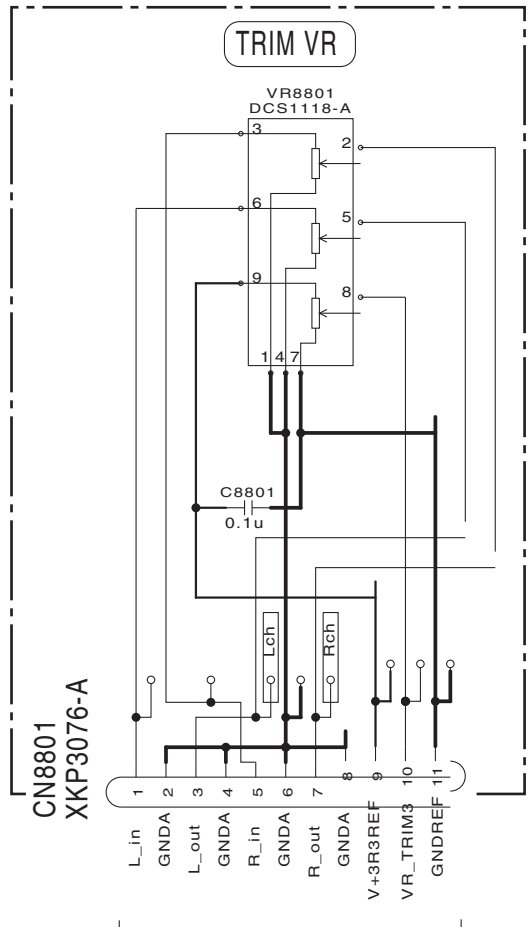 TRIM VR
VR8801
DCS1118-A
3
2
6
5
9
8
1 4 7
C8801
0.1u
Lch
Rch
CN8801
XKP3076-A
1 2 3 4 5 6 7 8 9 10 11
L_in
GNDA
L_out
GNDA
R_in
GNDA
R_out
GNDA
V+3R3REF
VR_TRIM3
GNDREF